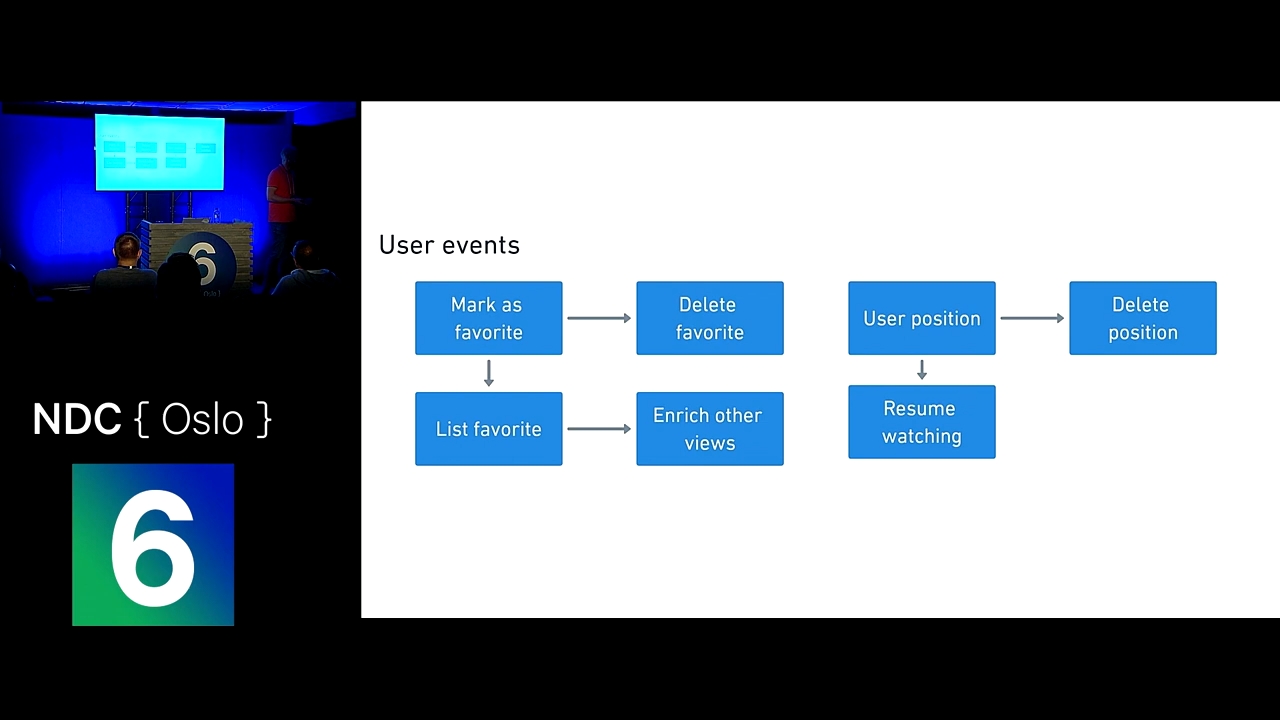 User events
Mark as
favorite
Delete
favorite
User position
Delete
position
List favorite
Enrich other
views
Resume
watching
6
NDC { Oslo }
6